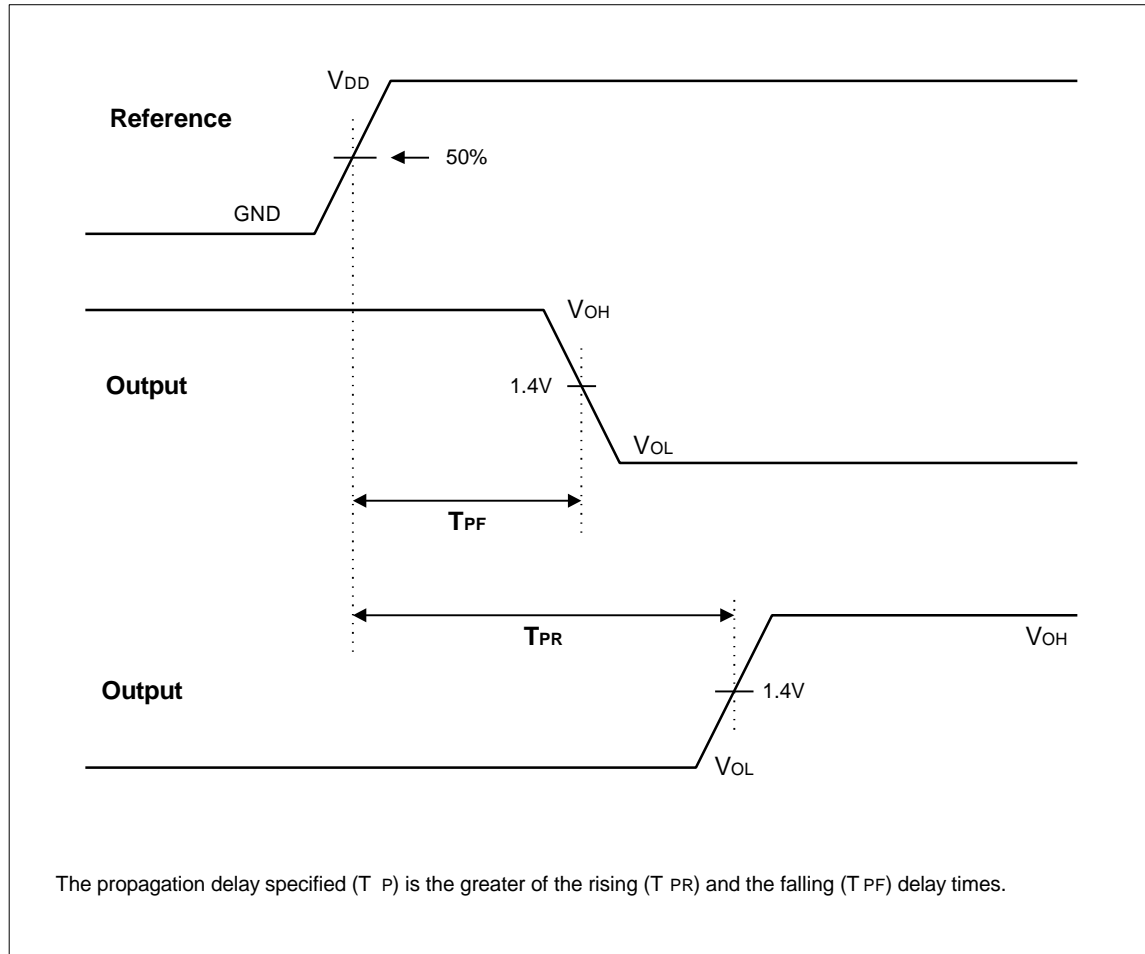 VDD
Reference
50%
GND
VOH
Output
1.4V
VOL
TPF
TPR
VOH
Output
1.4V
VOL
The propagation delay specified (T P) is the greater of the rising (T PR) and the falling (T PF) delay times.